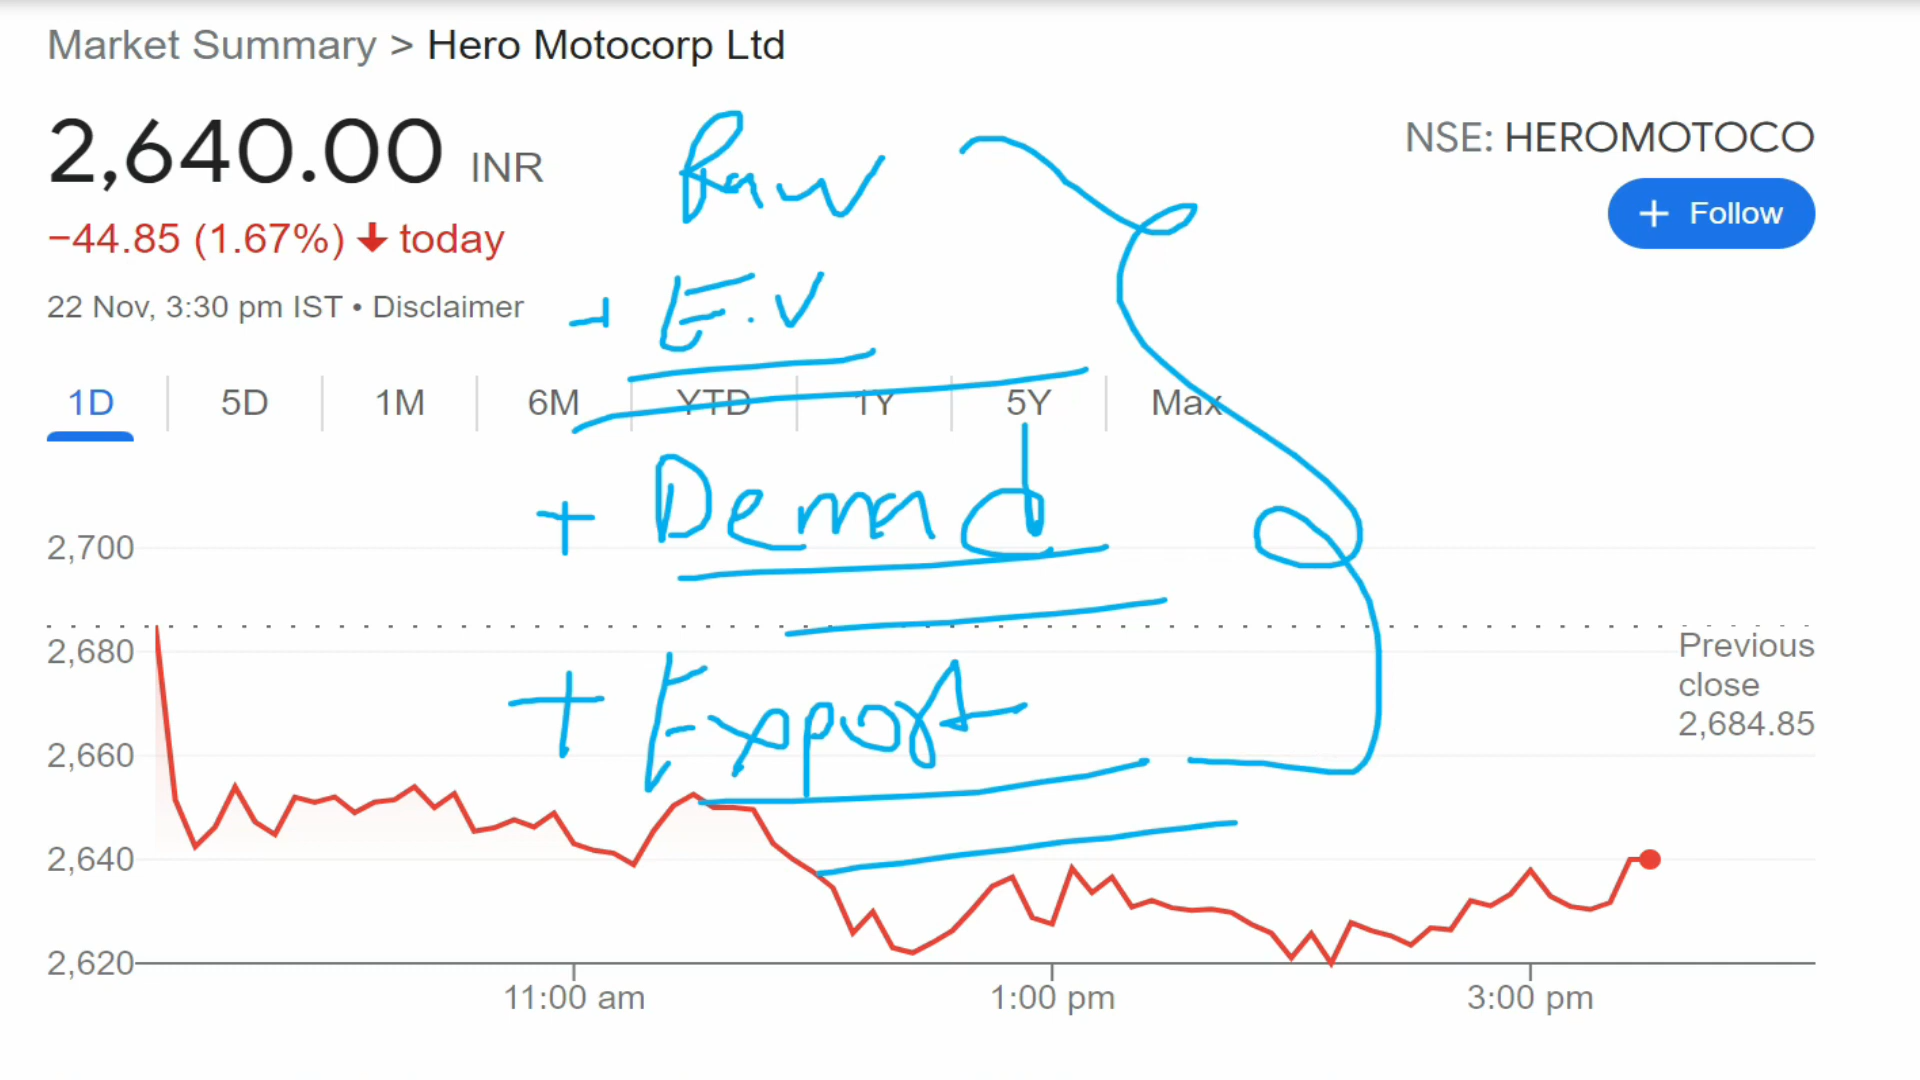 Market Summary > Hero Motocorp Ltd
2,640.00 INR
−44.85 (1.67%) ↓ today
22 Nov, 3:30 pm IST • Disclaimer
NSE: HEROMOTOCO
+ Follow
Raw
+ E.V
1D 5D 1M 6M YTD 1Y 5Y Max
+ Demad
+ Export
2,700
2,680
2,660
2,640
2,620
Previous
close
2,684.85
11:00 am 1:00 pm 3:00 pm